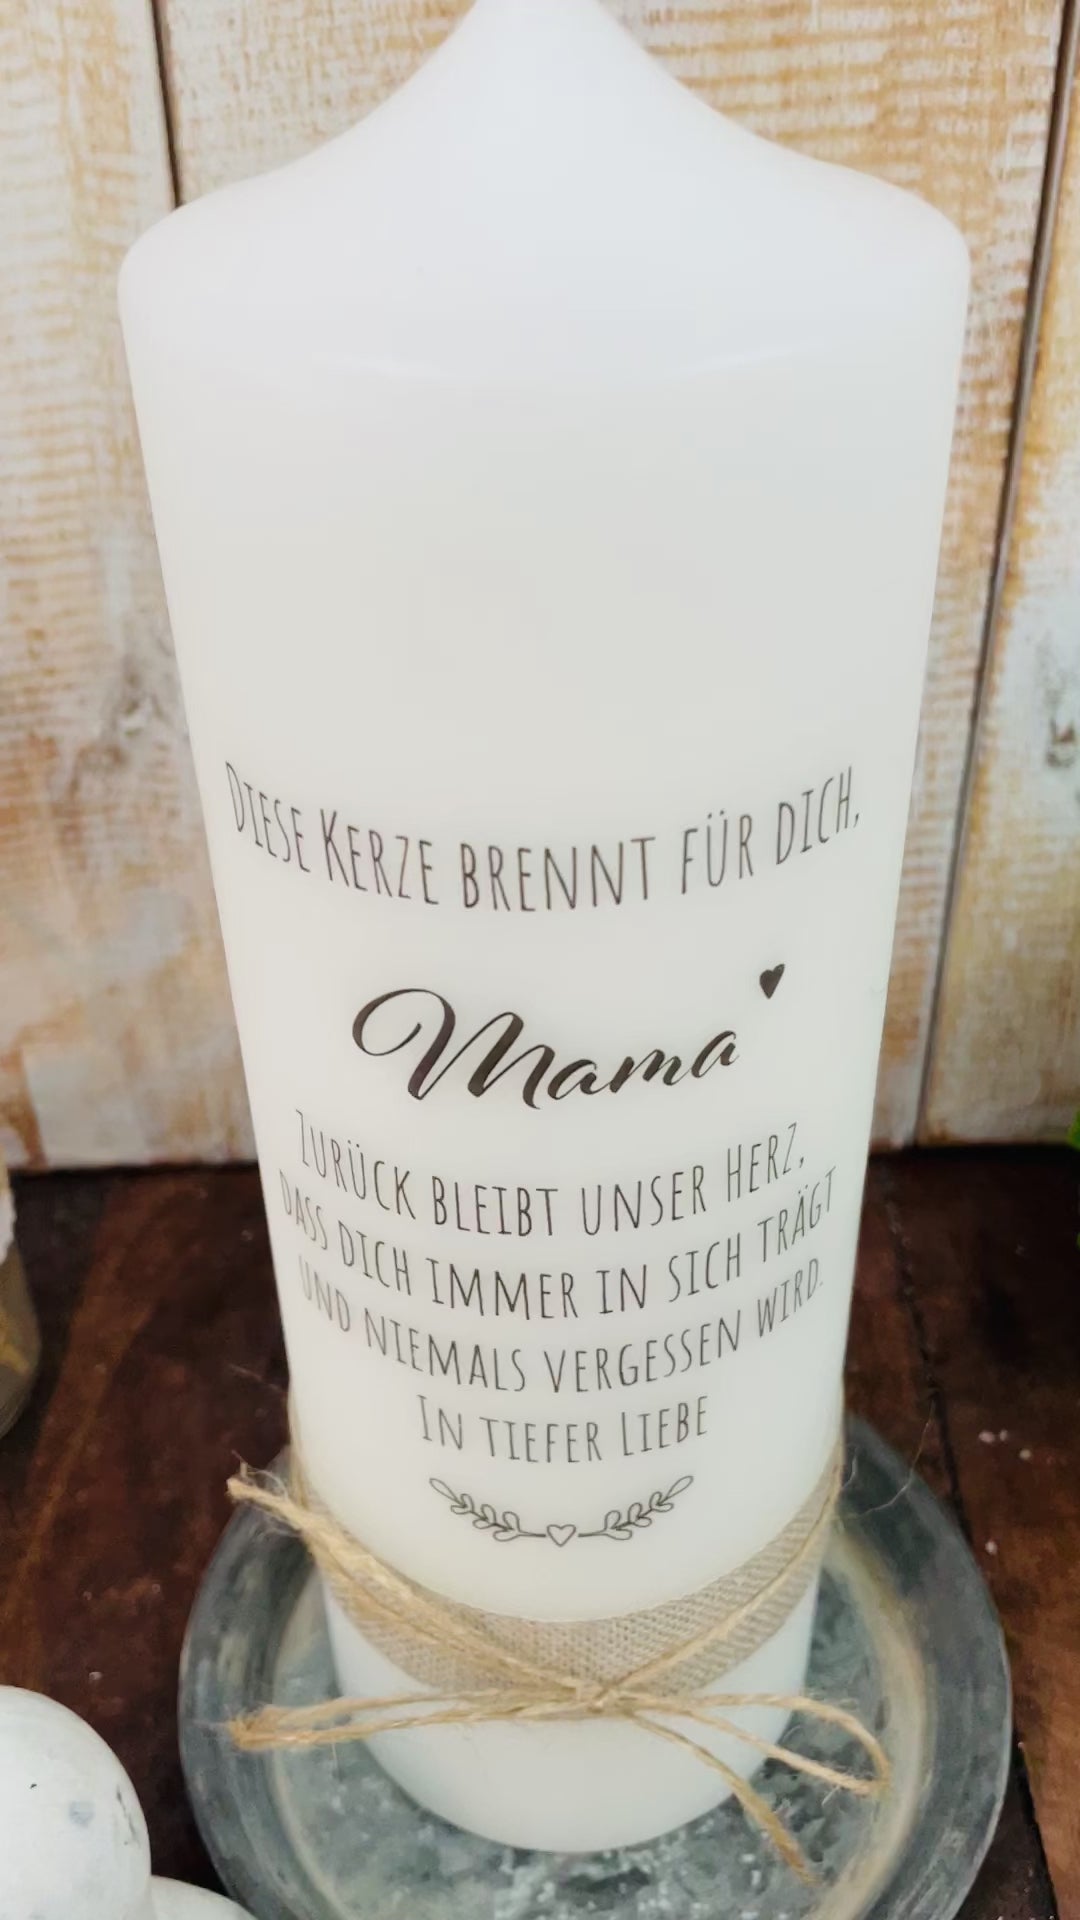 Diese Kerze brennt für dich,
Mama
Zurück bleibt unser Herz,
dass dich immer in sich trägt
und niemals vergessen wird.
In tiefer Liebe